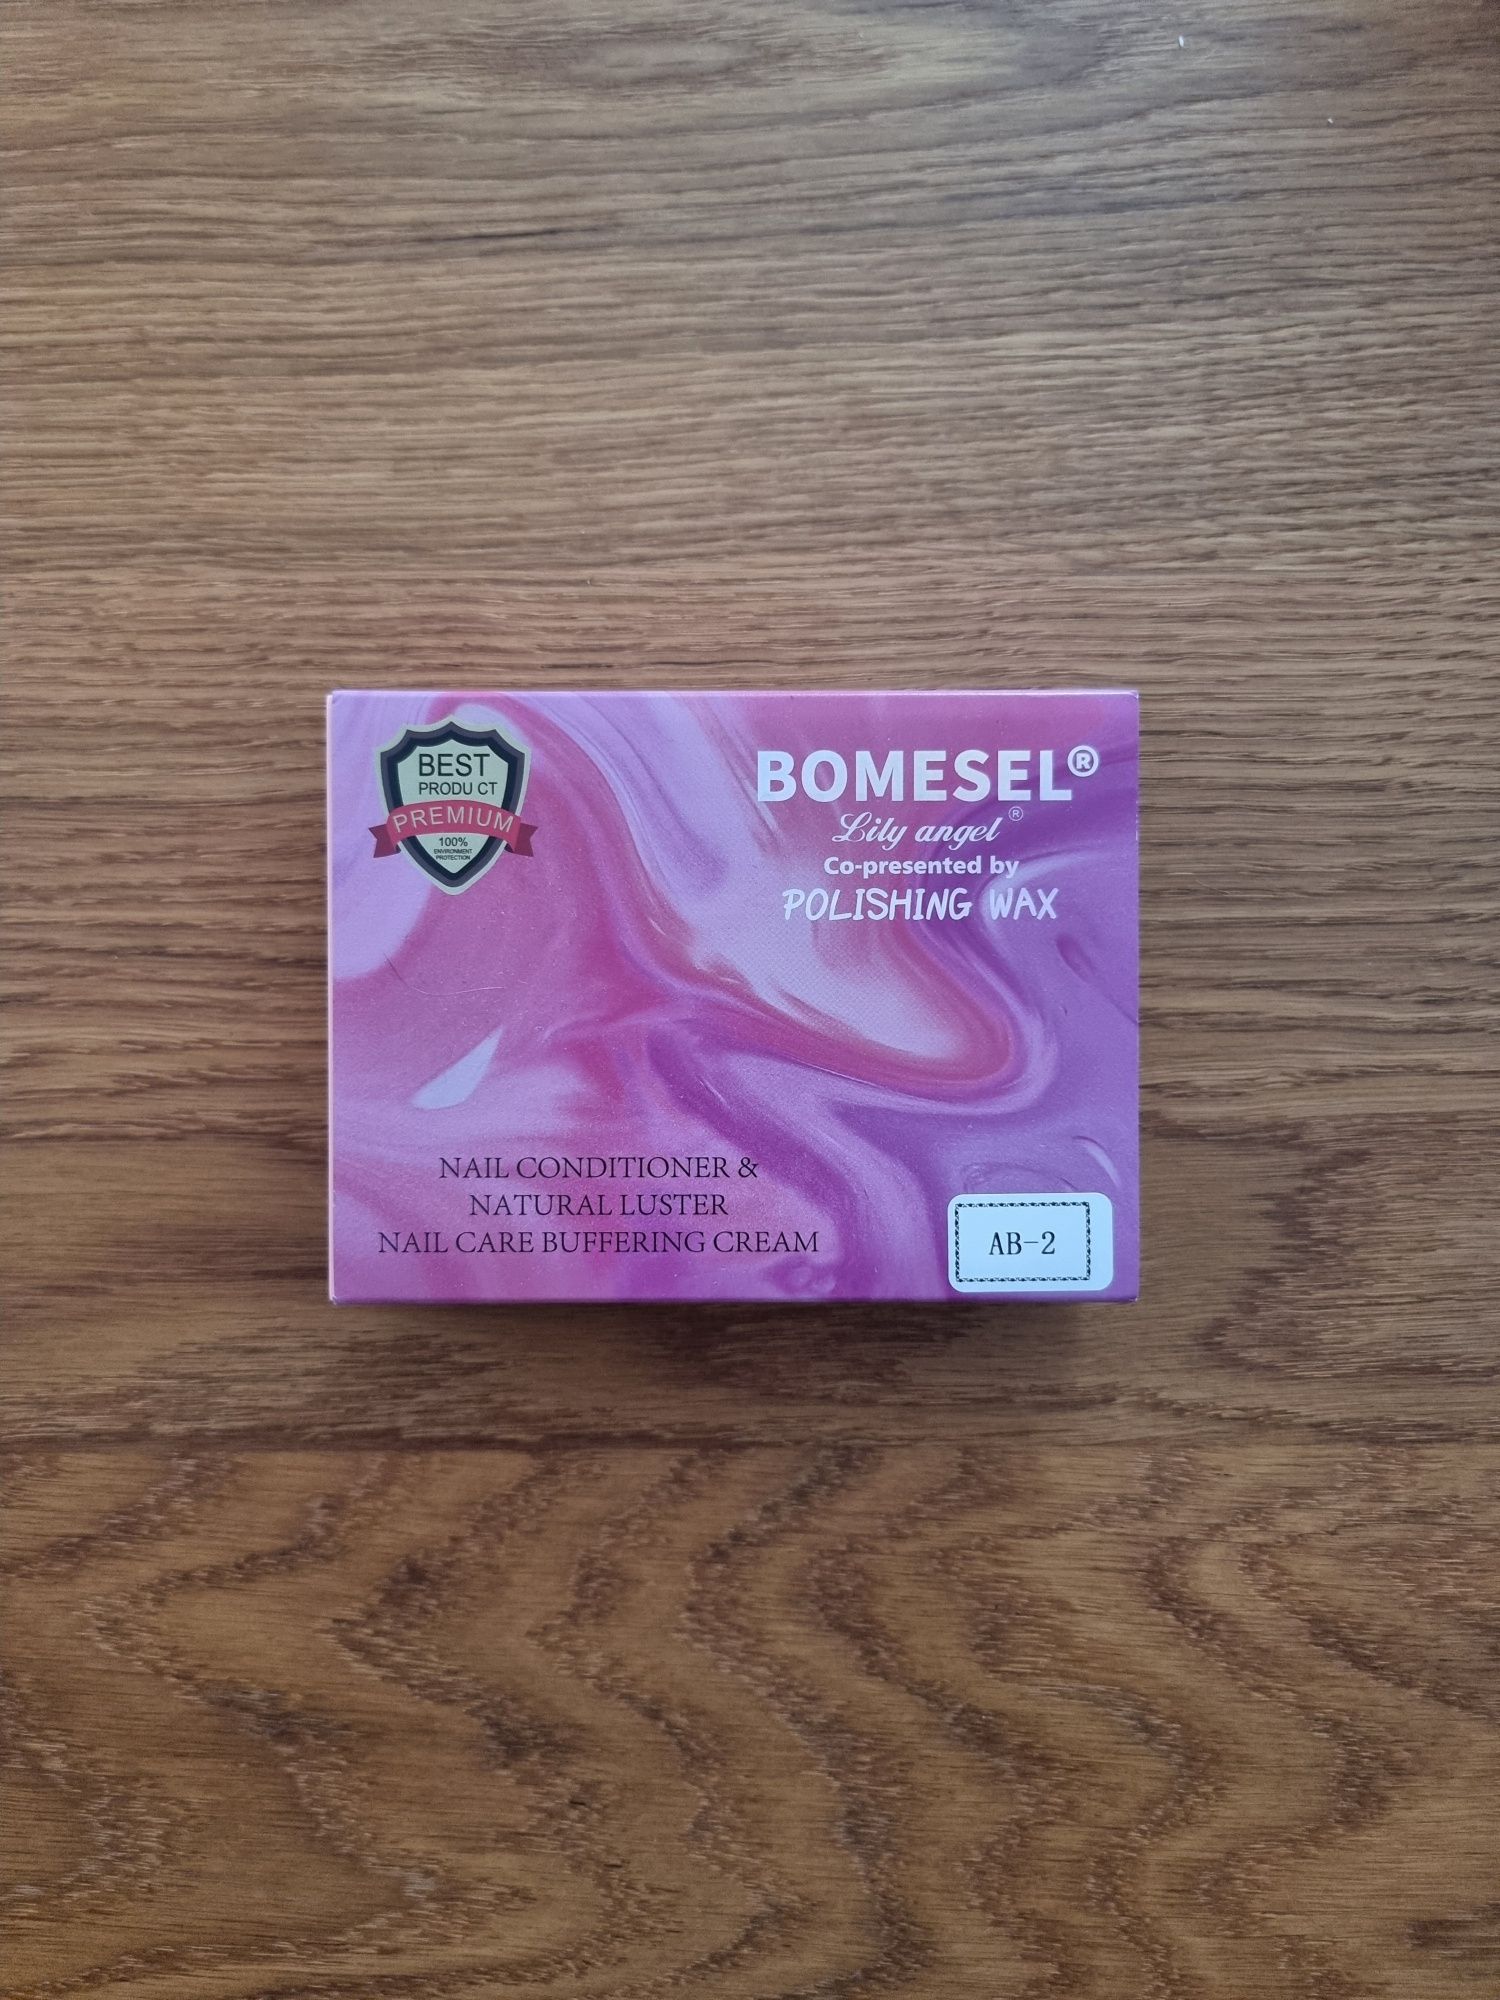 BEST
PRODU CT
PREMIUM
100%
ENVIRONMENT
PROTECTION
BOMESEL®
Lily angel®
Co-presented by
POLISHING WAX
NAIL CONDITIONER &
NATURAL LUSTER
NAIL CARE BUFFERING CREAM
AB-2